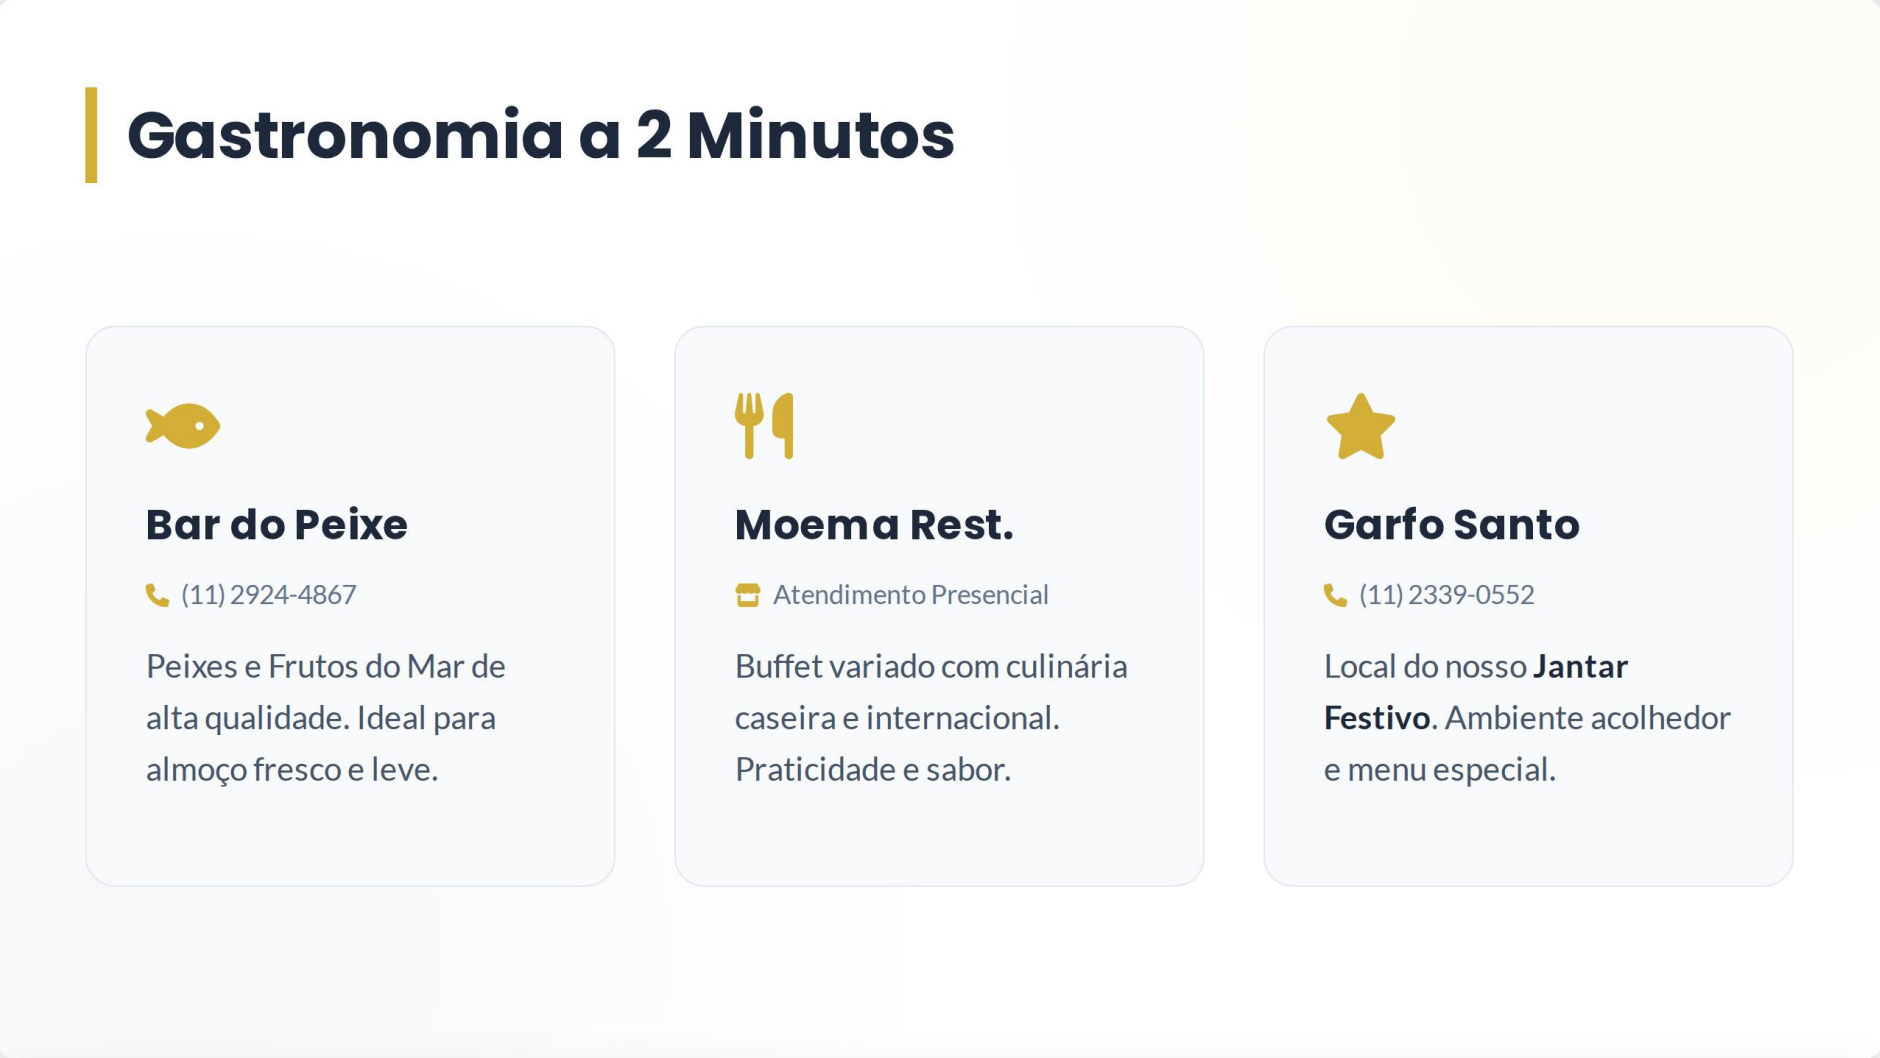 Gastronomia a 2 Minutos
Bar do Peixe
(11) 2924-4867
Peixes e Frutos do Mar de
alta qualidade. Ideal para
almoço fresco e leve.
Moema Rest.
Atendimento Presencial
Buffet variado com culinária
caseira e internacional.
Praticidade e sabor.
Garfo Santo
(11) 2339-0552
Local do nosso Jantar
Festivo. Ambiente acolhedor
e menu especial.